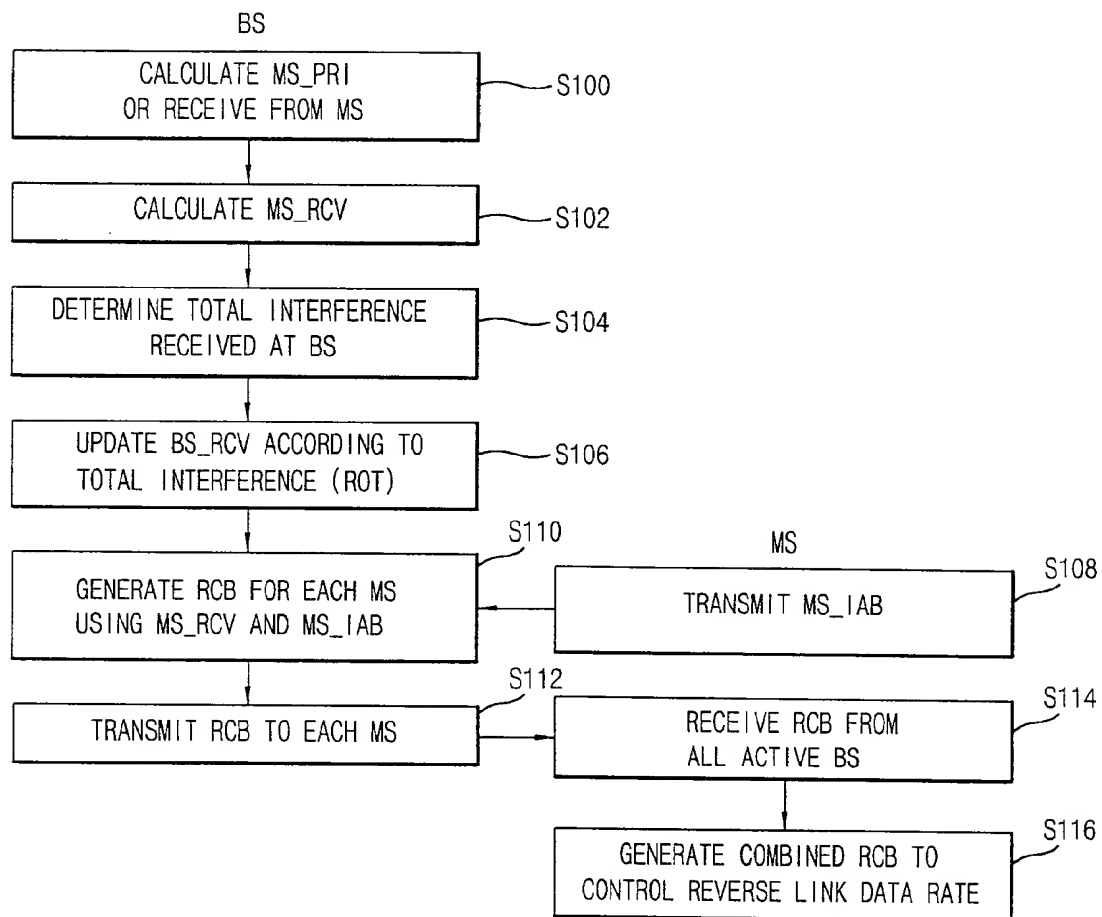 BS
CALCULATE MS_PRI
OR RECEIVE FROM MS
S100
CALCULATE MS_RCV
S102
DETERMINE TOTAL INTERFERENCE
RECEIVED AT BS
S104
UPDATE BS_RCV ACCORDING TO
TOTAL INTERFERENCE (ROT)
S106
S110
GENERATE RCB FOR EACH MS
USING MS_RCV AND MS_IAB
MS
S108
TRANSMIT MS_IAB
S112
TRANSMIT RCB TO EACH MS
S114
RECEIVE RCB FROM
ALL ACTIVE BS
S116
GENERATE COMBINED RCB TO
CONTROL REVERSE LINK DATA RATE